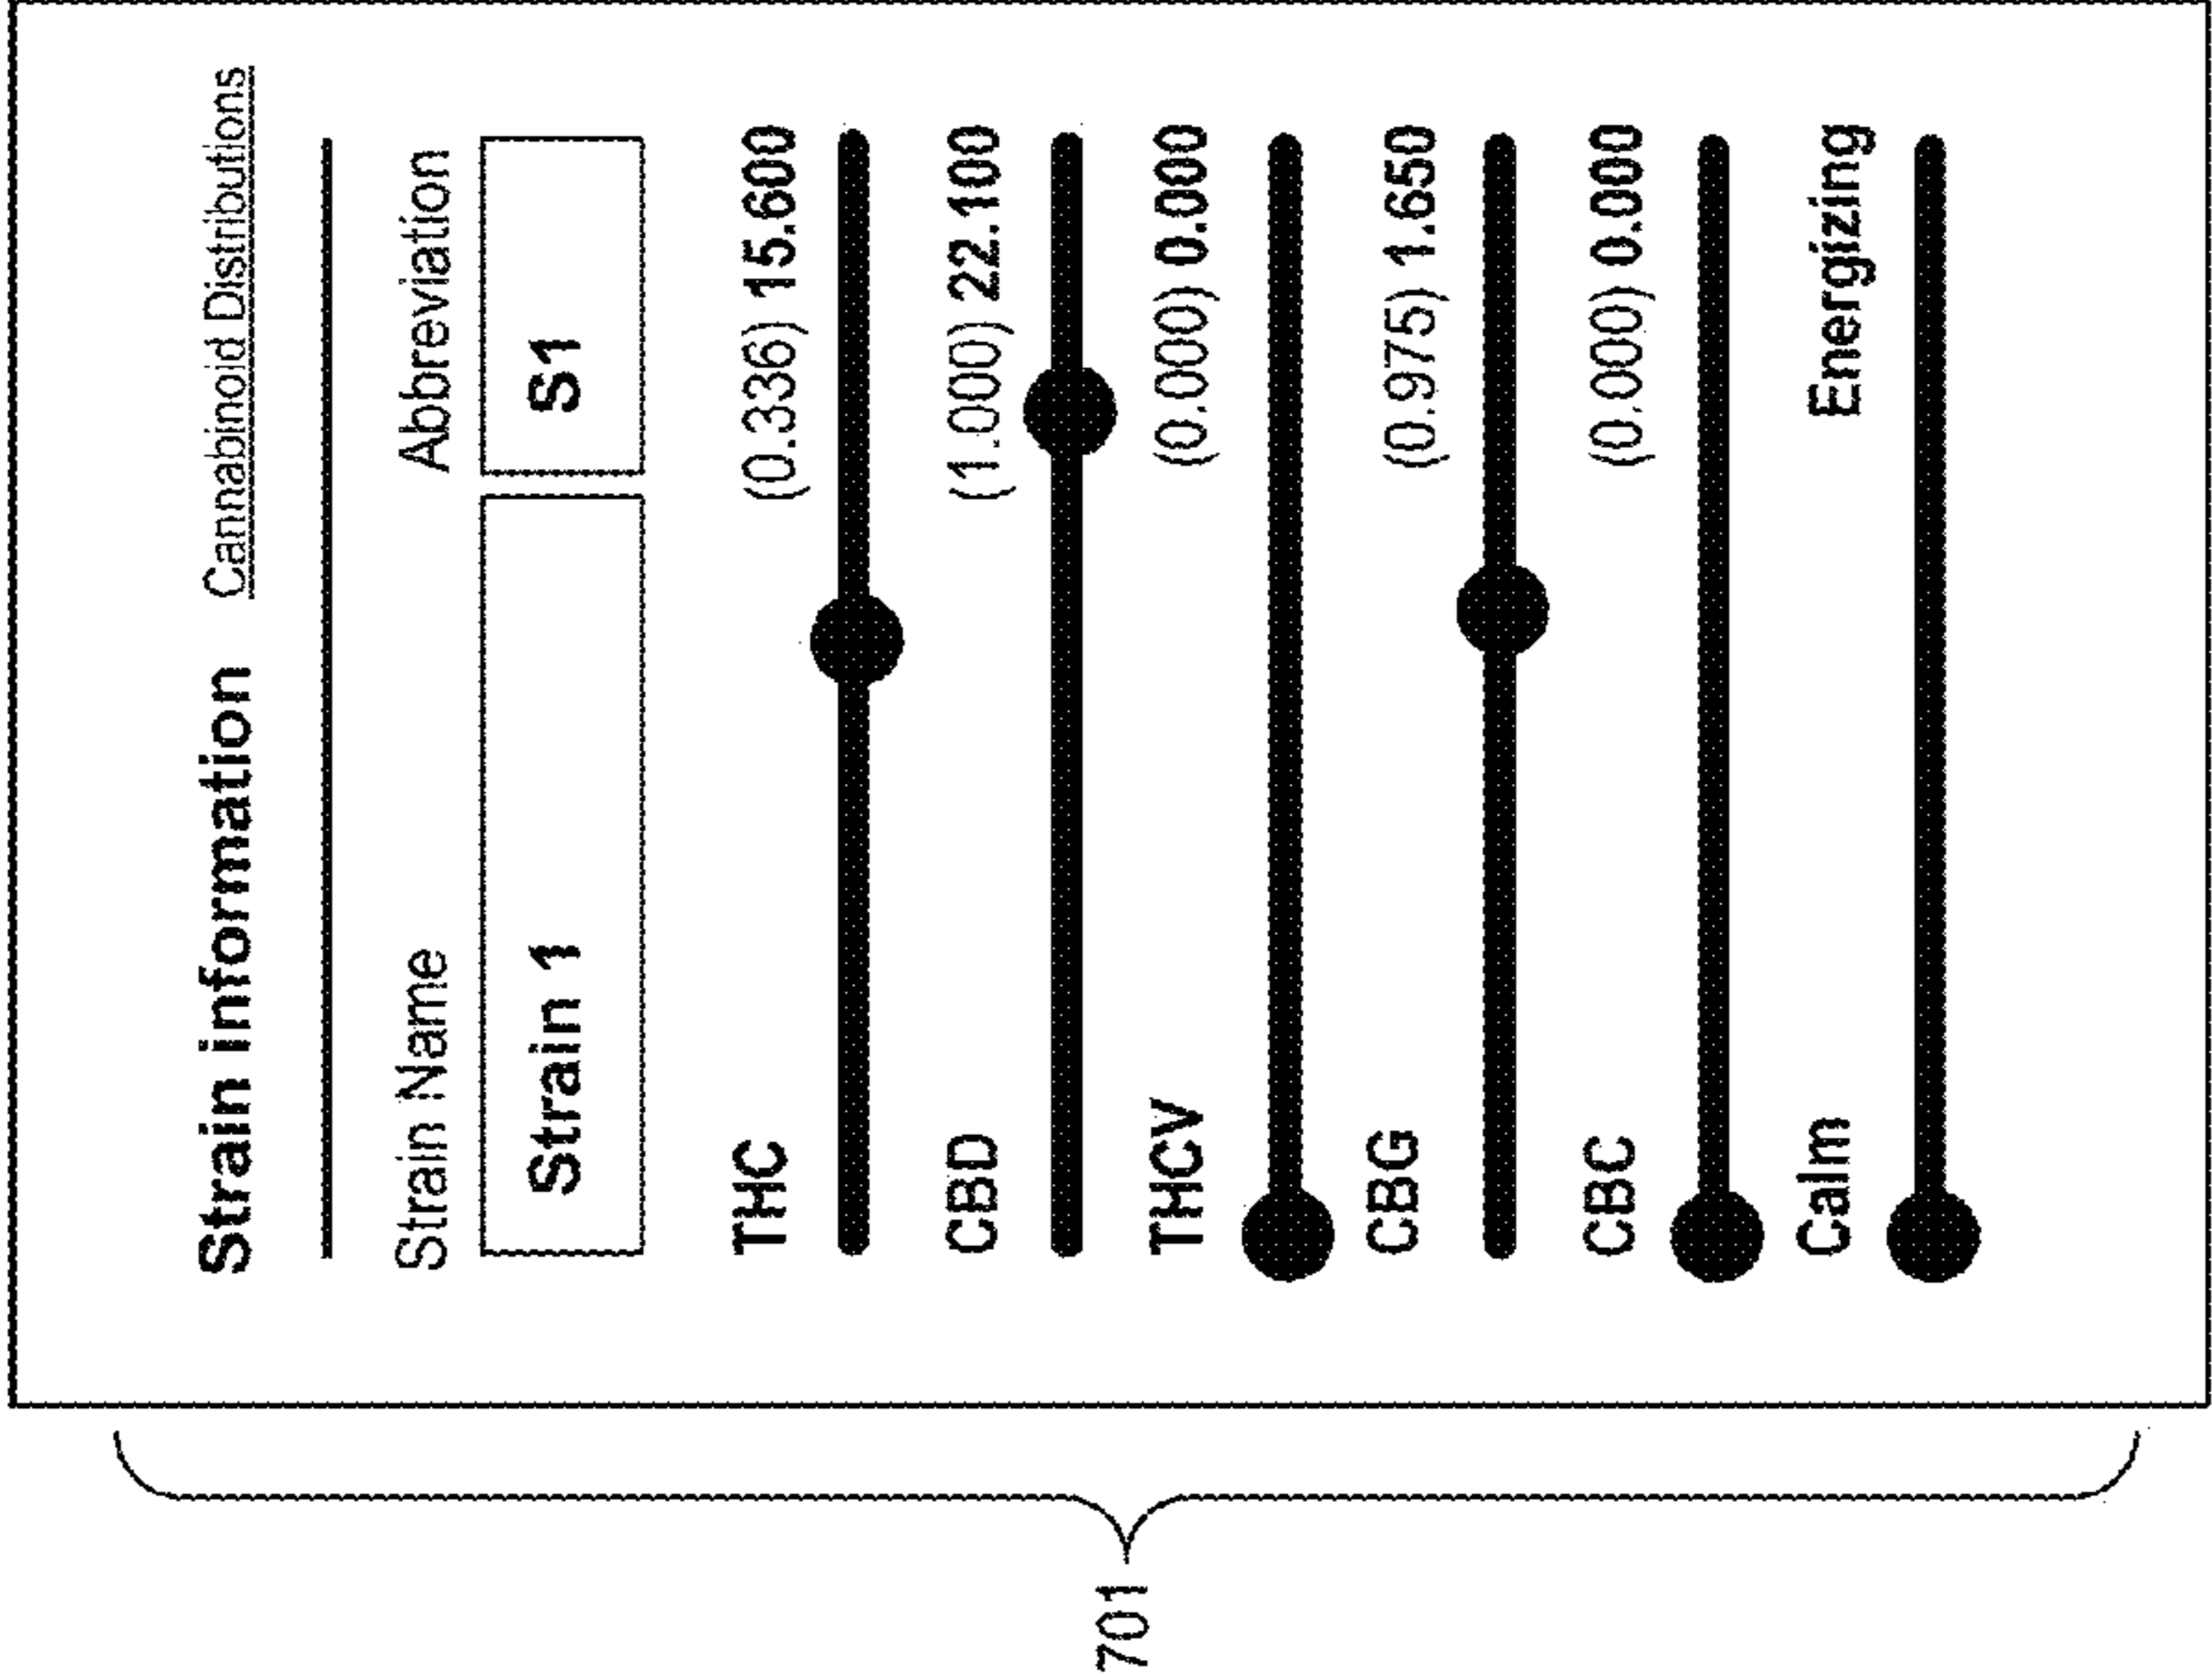 Strain information Cannabinoid Distributions
Strain Name Abbreviation
Strain 1 S1
THC (0.336) 15.600
CBD (1.000) 22.100
THCV (0.000) 0.000
CBG (0.975) 1.650
CBC (0.000) 0.000
Calm Energizing
701